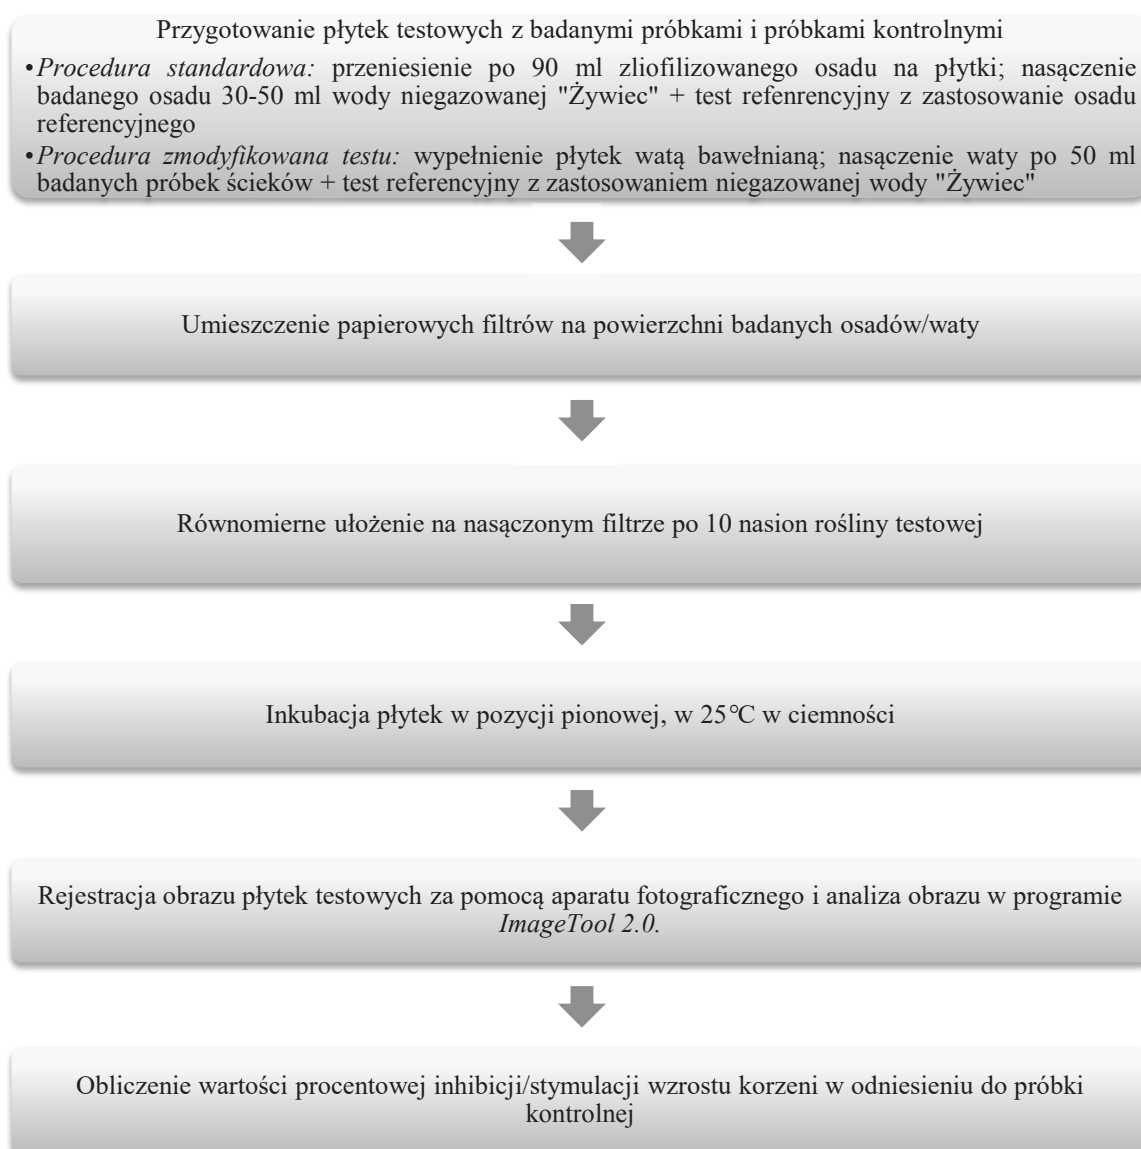 Przygotowanie płytek testowych z badanymi próbkami i próbkami kontrolnymi
•Procedura standardowa: przeniesienie po 90 ml zliofilizowanego osadu na płytki; nasączenie
badanego osadu 30-50 ml wody niegazowanej "Żywiec" + test refenrencyjny z zastosowanie osadu
referencyjnego
•Procedura zmodyfikowana testu: wypełnienie płytek watą bawełnianą; nasączenie waty po 50 ml
badanych próbek ścieków + test referencyjny z zastosowaniem niegazowanej wody "Żywiec"
Umieszczenie papierowych filtrów na powierzchni badanych osadów/waty
Równomierne ułożenie na nasączonym filtrze po 10 nasion rośliny testowej
Inkubacja płytek w pozycji pionowej, w 25℃ w ciemności
Rejestracja obrazu płytek testowych za pomocą aparatu fotograficznego i analiza obrazu w programie
ImageTool 2.0.
Obliczenie wartości procentowej inhibicji/stymulacji wzrostu korzeni w odniesieniu do próbki
kontrolnej